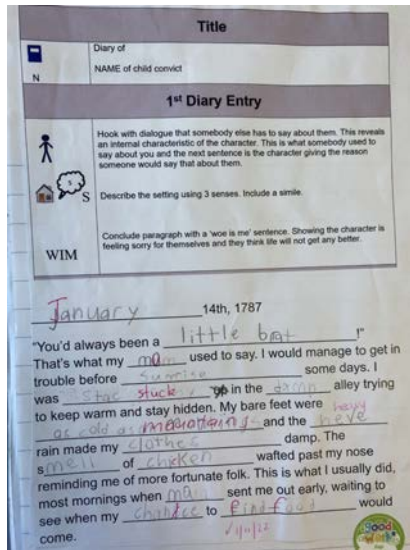 Title
Diary of
NAME of child convict
N
1st Diary Entry
Hook with dialogue that somebody else has to say about them. This reveals
an internal characteristic of the character. This is what somebody used to
say about you and the next sentence is the character giving the reason
someone would say that about them.
S
Describe the setting using 3 senses. Include a simile.
Conclude paragraph with a 'woe is me' sentence. Showing the character is
feeling sorry for themselves and they think life will not get any better.
WIM
January 14th, 1787
"You'd always been a little brat !"
That's what my mam used to say. I would manage to get in
trouble before sunrise some days. I
was stuck in the alley trying
to keep warm and stay hidden. My bare feet were
as cold as and the
rain made my clothes damp. The
smell of chicken wafted past my nose
reminding me of more fortunate folk. This is what I usually did,
most mornings when ma sent me out early, waiting to
see when my to find food would
come.
good